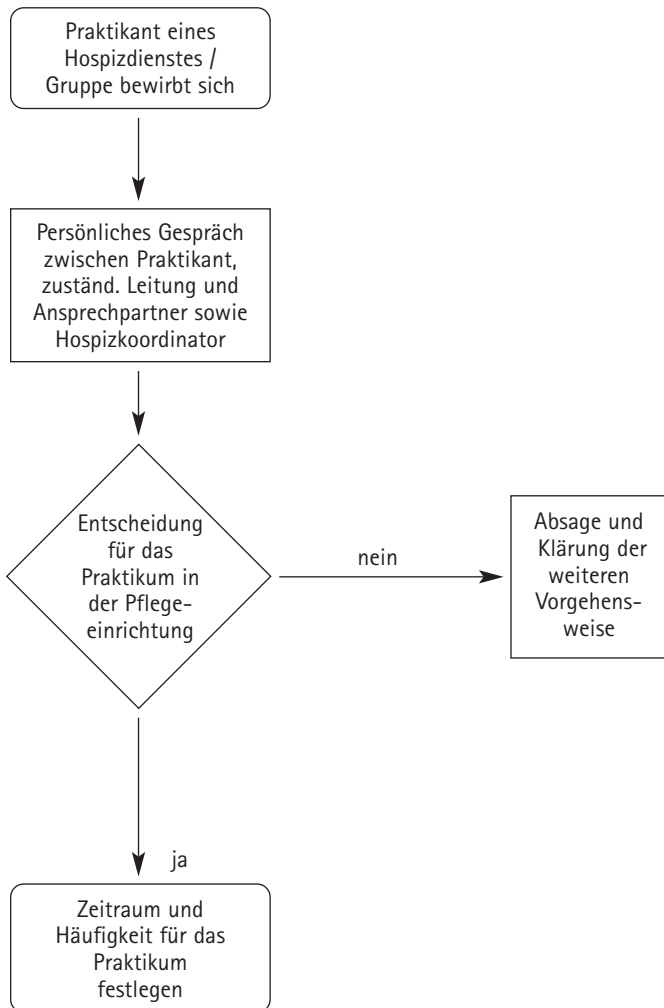 Praktikant eines
Hospizdienstes /
Gruppe bewirbt sich
Persönliches Gespräch
zwischen Praktikant,
zuständ. Leitung und
Ansprechpartner sowie
Hospizkoordinator
Entscheidung
für das
Praktikum in
der Pflege-
einrichtung
nein
Absage und
Klärung der
weiteren
Vorgehens-
weise
ja
Zeitraum und
Häufigkeit für das
Praktikum
festlegen